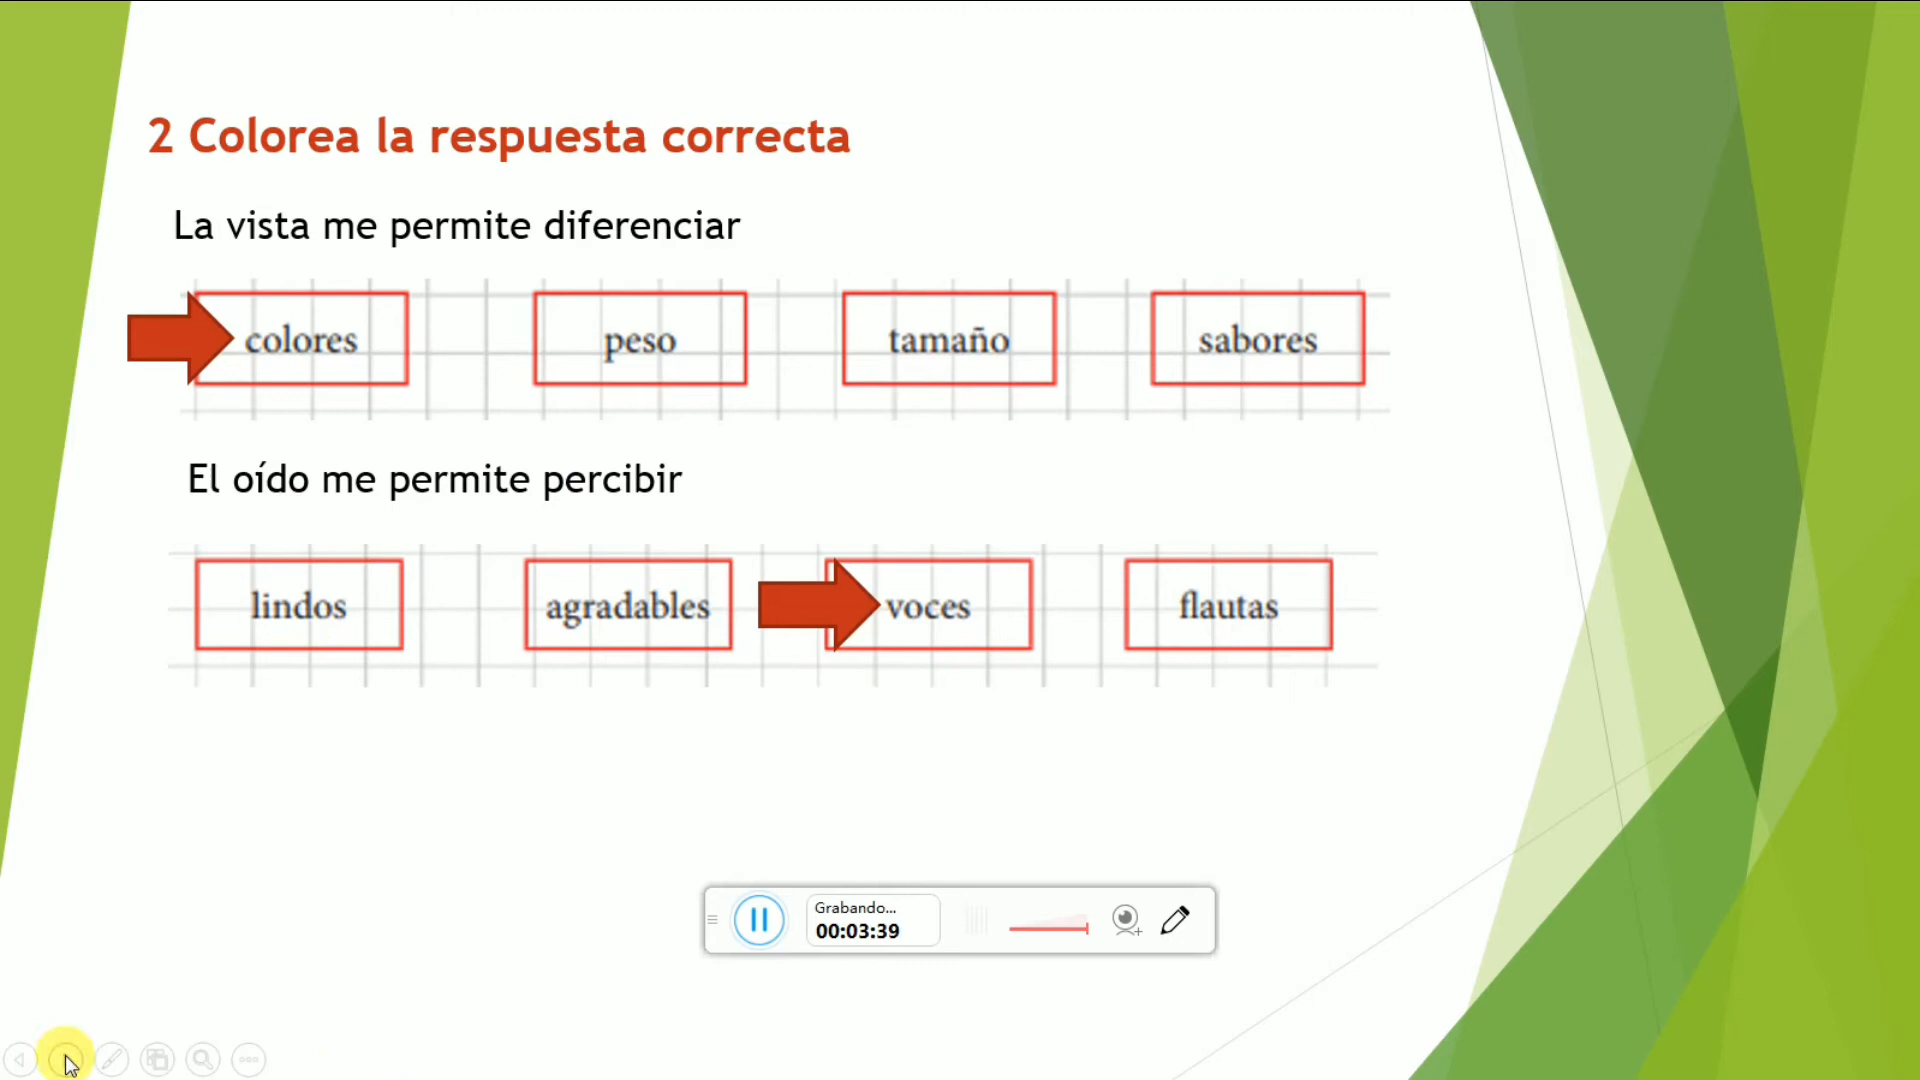 2 Colorea la respuesta correcta
La vista me permite diferenciar
colores peso tamaño sabores
El oído me permite percibir
lindos agradables voces flautas
Grabando...
00:03:39